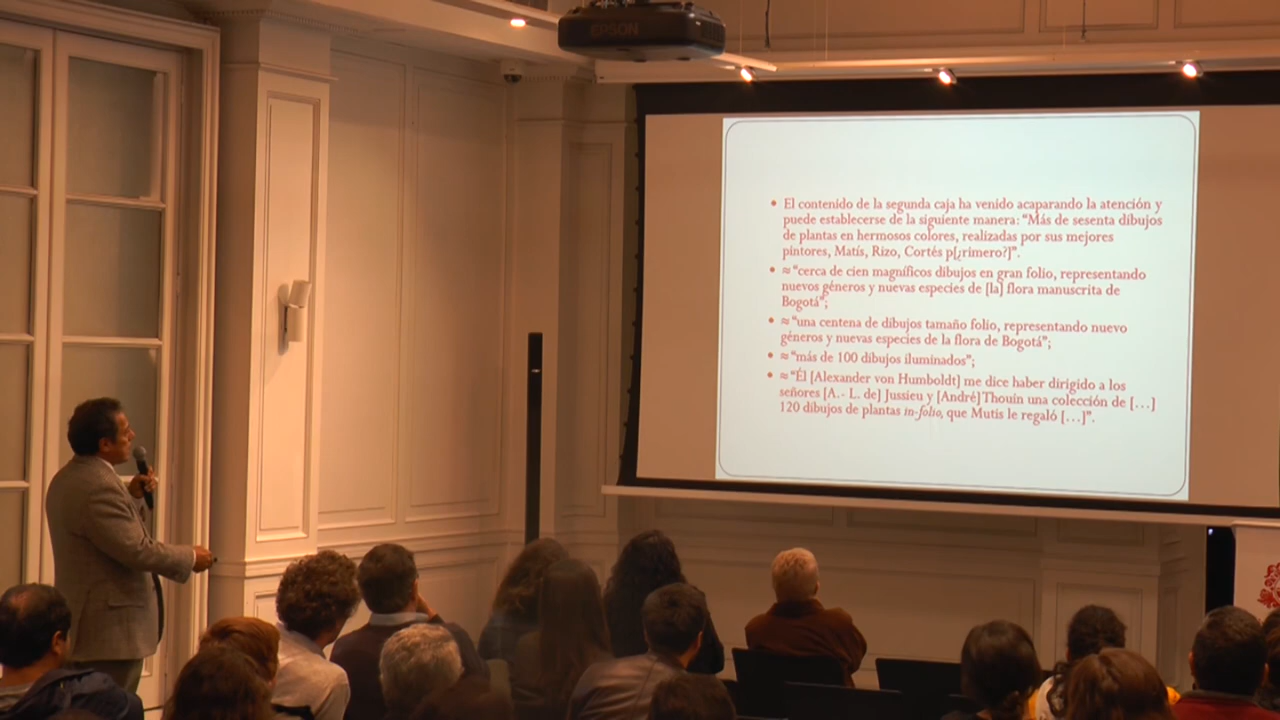 EPSON
• El contenido de la segunda caja ha venido acaparando la atención y
puede establecerse de la siguiente manera: “Más de sesenta dibujos
de plantas en hermosos colores, realizadas por sus mejores
pintores, Matís, Rizo, Cortés p[¿rimero?]”.
• ≈ “cerca de cien magníficos dibujos en gran folio, representando
nuevos géneros y nuevas especies de [la] flora manuscrita de
Bogotá”;
• ≈ “una centena de dibujos tamaño folio, representando nuevo
géneros y nuevas especies de la flora de Bogotá”;
• ≈ “más de 100 dibujos iluminados”;
• ≈ “Él [Alexander von Humboldt] me dice haber dirigido a los
señores [A.- L. de] Jussieu y [André] Thouin una colección de […]
120 dibujos de plantas in-folio, que Mutis le regaló […]”.